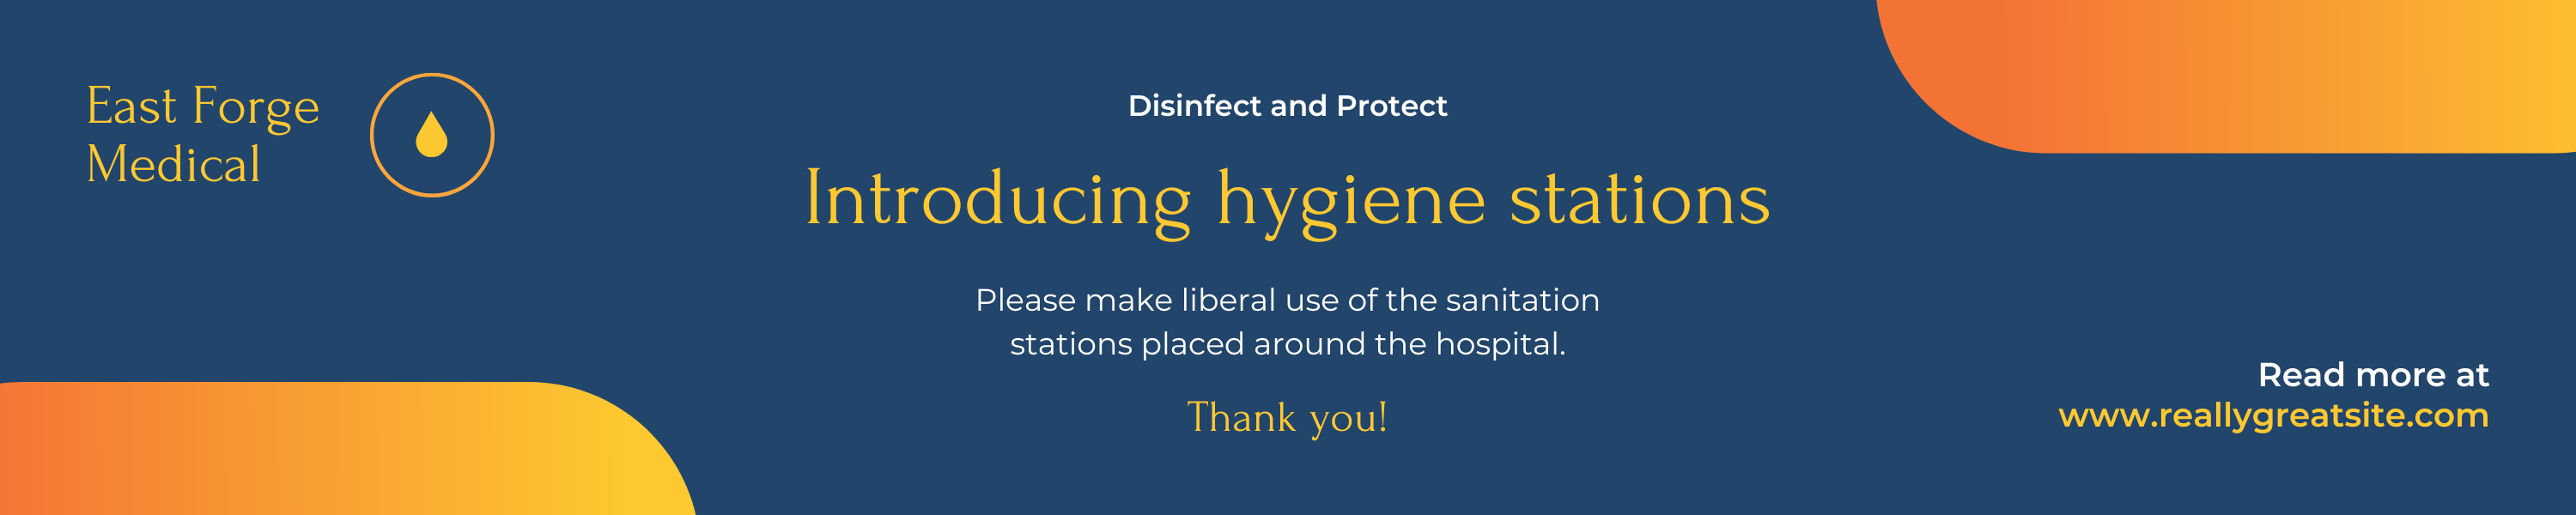 East Forge
Medical
Disinfect and Protect
Introducing hygiene stations
Please make liberal use of the sanitation
stations placed around the hospital.
Thank you!
Read more at
www.reallygreatsite.com